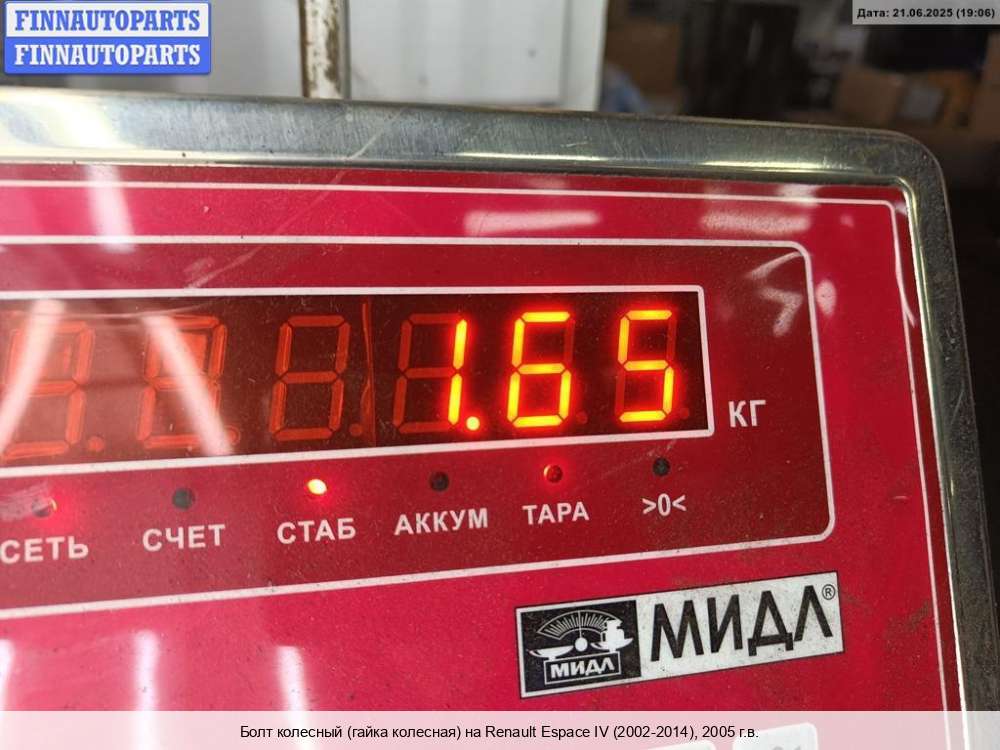 FINNAUTOPARTS
FINNAUTOPARTS
Дата: 21.06.2025 (19:06)
1.65
КГ
СЕТЬ
СЧЕТ
СТАБ
АККУМ
ТАРА
>0<
МИДЛ
МИДЛ®
Болт колесный (гайка колесная) на Renault Espace IV (2002-2014), 2005 г.в.